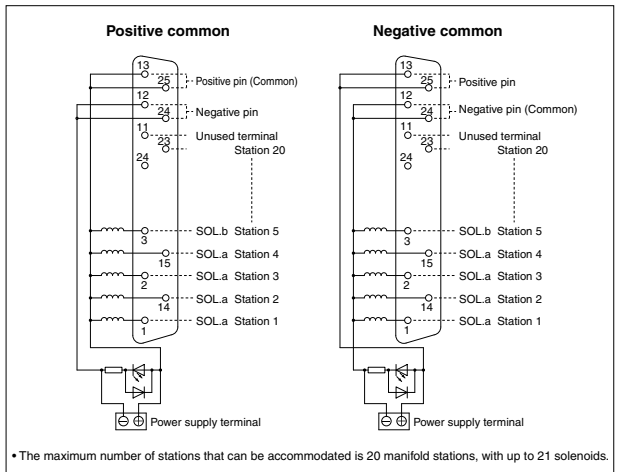 Positive common
13
25
Positive pin (Common)
12
24
Negative pin
11
Unused terminal
23
Station 20
24
SOL.b Station 5
3
SOL.a Station 4
15
SOL.a Station 3
2
SOL.a Station 2
14
SOL.a Station 1
1
⊖ ⊕ Power supply terminal
Negative common
13
25
Positive pin
12
24
Negative pin (Common)
11
Unused terminal
23
Station 20
24
SOL.b Station 5
3
SOL.a Station 4
15
SOL.a Station 3
2
SOL.a Station 2
14
SOL.a Station 1
1
⊖ ⊕ Power supply terminal
• The maximum number of stations that can be accommodated is 20 manifold stations, with up to 21 solenoids.